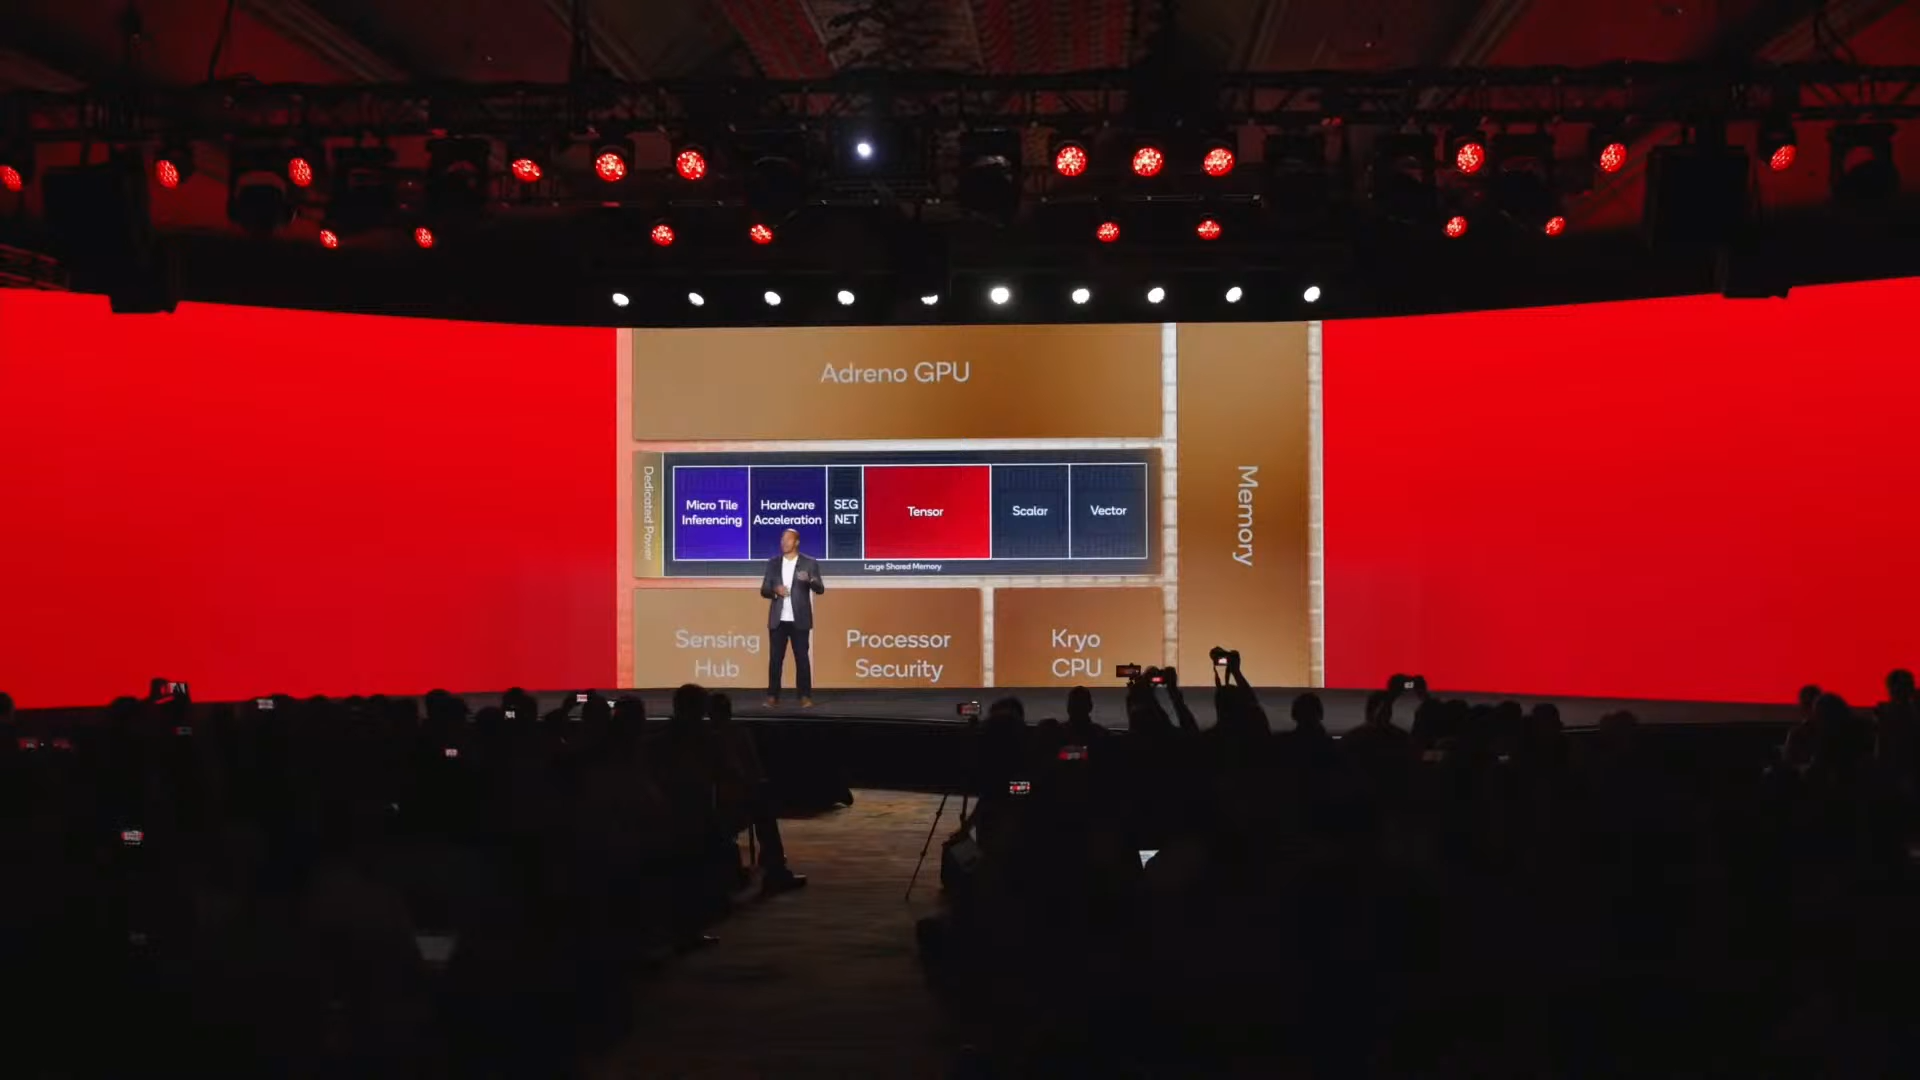 Adreno GPU
Dedicated Power
Micro Tile
Inferencing
Hardware
Acceleration
SEG
NET
Tensor
Scalar
Vector
Large Shared Memory
Memory
Sensing
Hub
Processor
Security
Kryo
CPU